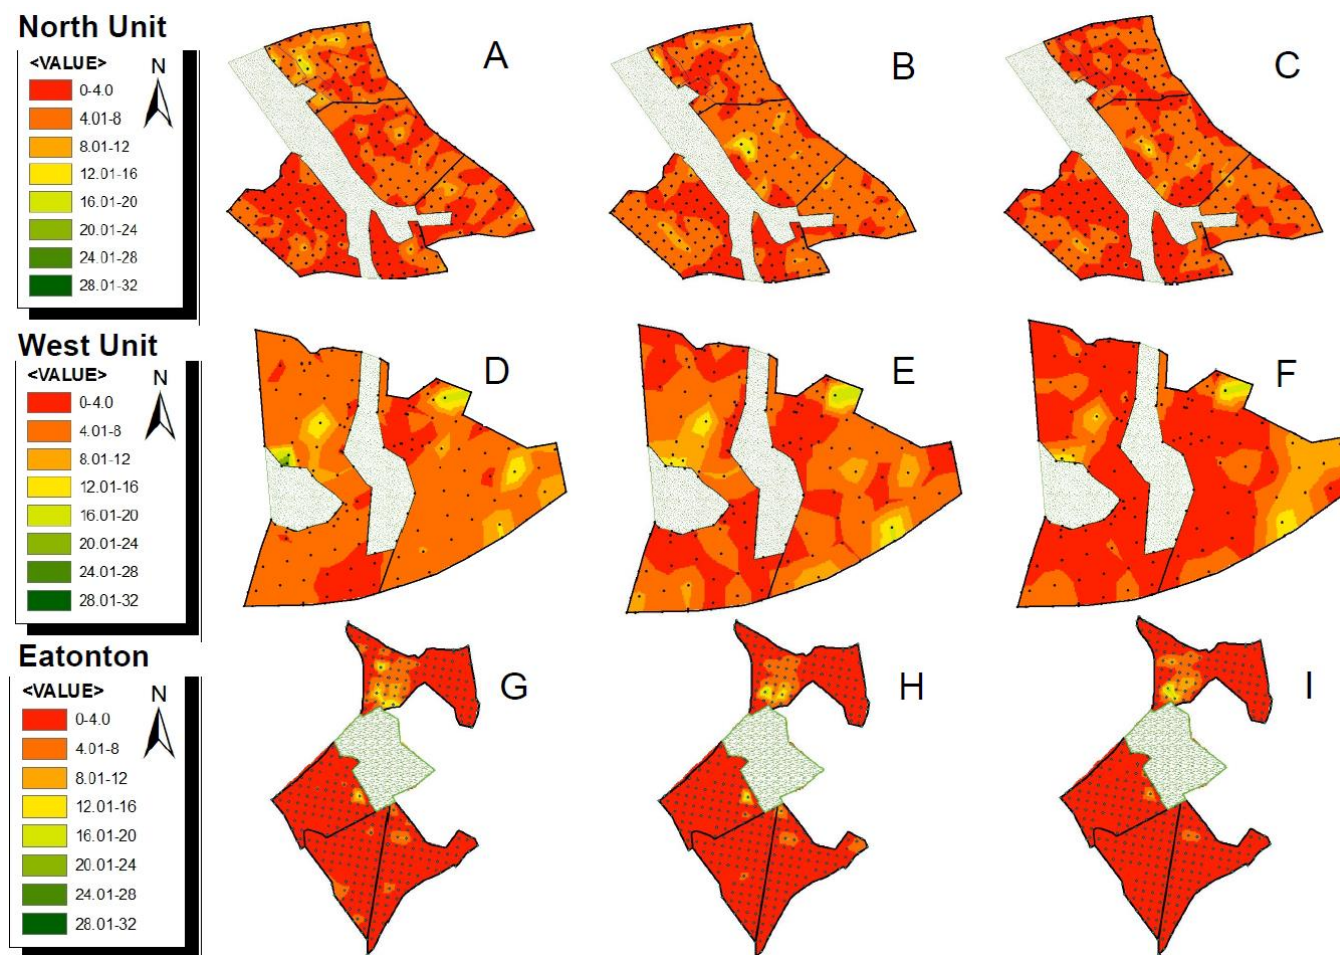 North Unit
<VALUE>
N
0-4.0
4.01-8
8.01-12
12.01-16
16.01-20
20.01-24
24.01-28
28.01-32
A
B
C
West Unit
<VALUE>
N
0-4.0
4.01-8
8.01-12
12.01-16
16.01-20
20.01-24
24.01-28
28.01-32
D
E
F
Eatonton
<VALUE>
N
0-4.0
4.01-8
8.01-12
12.01-16
16.01-20
20.01-24
24.01-28
28.01-32
G
H
I